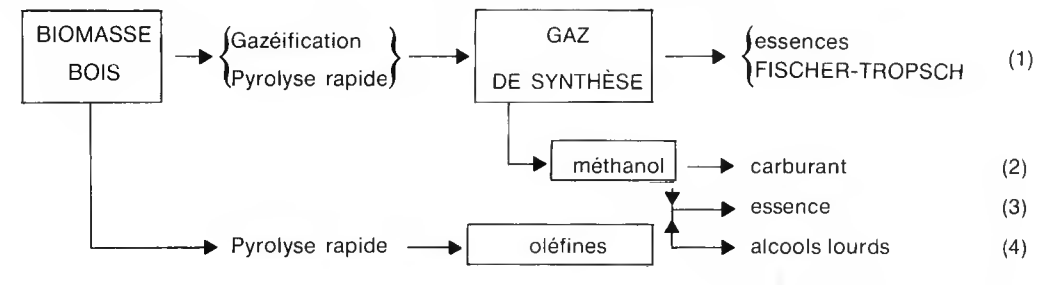 BIOMASSE
BOIS
Gazéification
Pyrolyse rapide
GAZ
DE SYNTHÈSE
essences
FISCHER-TROPSCH
(1)
méthanol
carburant
(2)
essence
(3)
Pyrolyse rapide
oléfines
alcools lourds
(4)